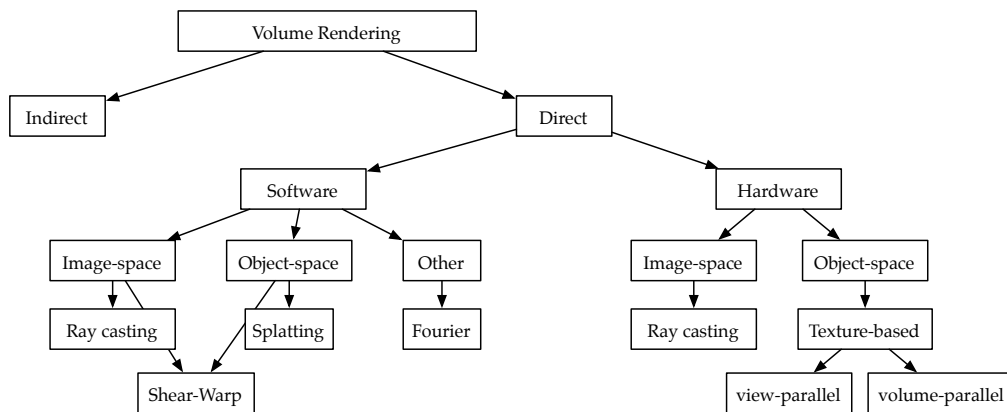 Volume Rendering
Indirect
Direct
Software
Hardware
Image-space
Object-space
Other
Image-space
Object-space
Ray casting
Splatting
Fourier
Ray casting
Texture-based
Shear-Warp
view-parallel
volume-parallel